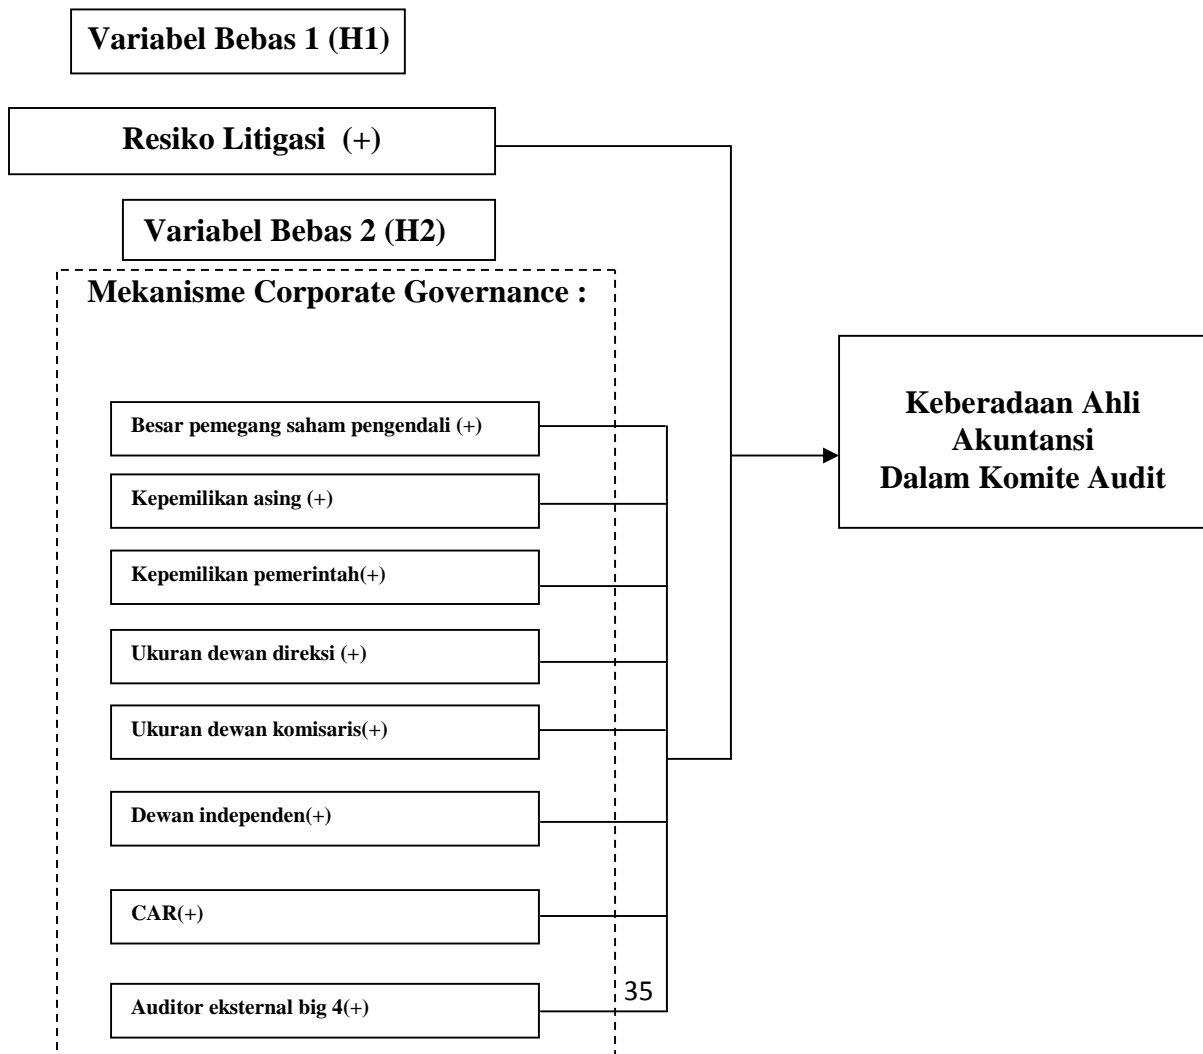 Variabel Bebas 1 (H1)
Resiko Litigasi (+)
Variabel Bebas 2 (H2)
Mekanisme Corporate Governance :
Besar pemegang saham pengendali (+)
Kepemilikan asing (+)
Kepemilikan pemerintah(+)
Ukuran dewan direksi (+)
Ukuran dewan komisaris(+)
Dewan independen(+)
CAR(+)
Auditor eksternal big 4(+)
35
Keberadaan Ahli
Akuntansi
Dalam Komite Audit